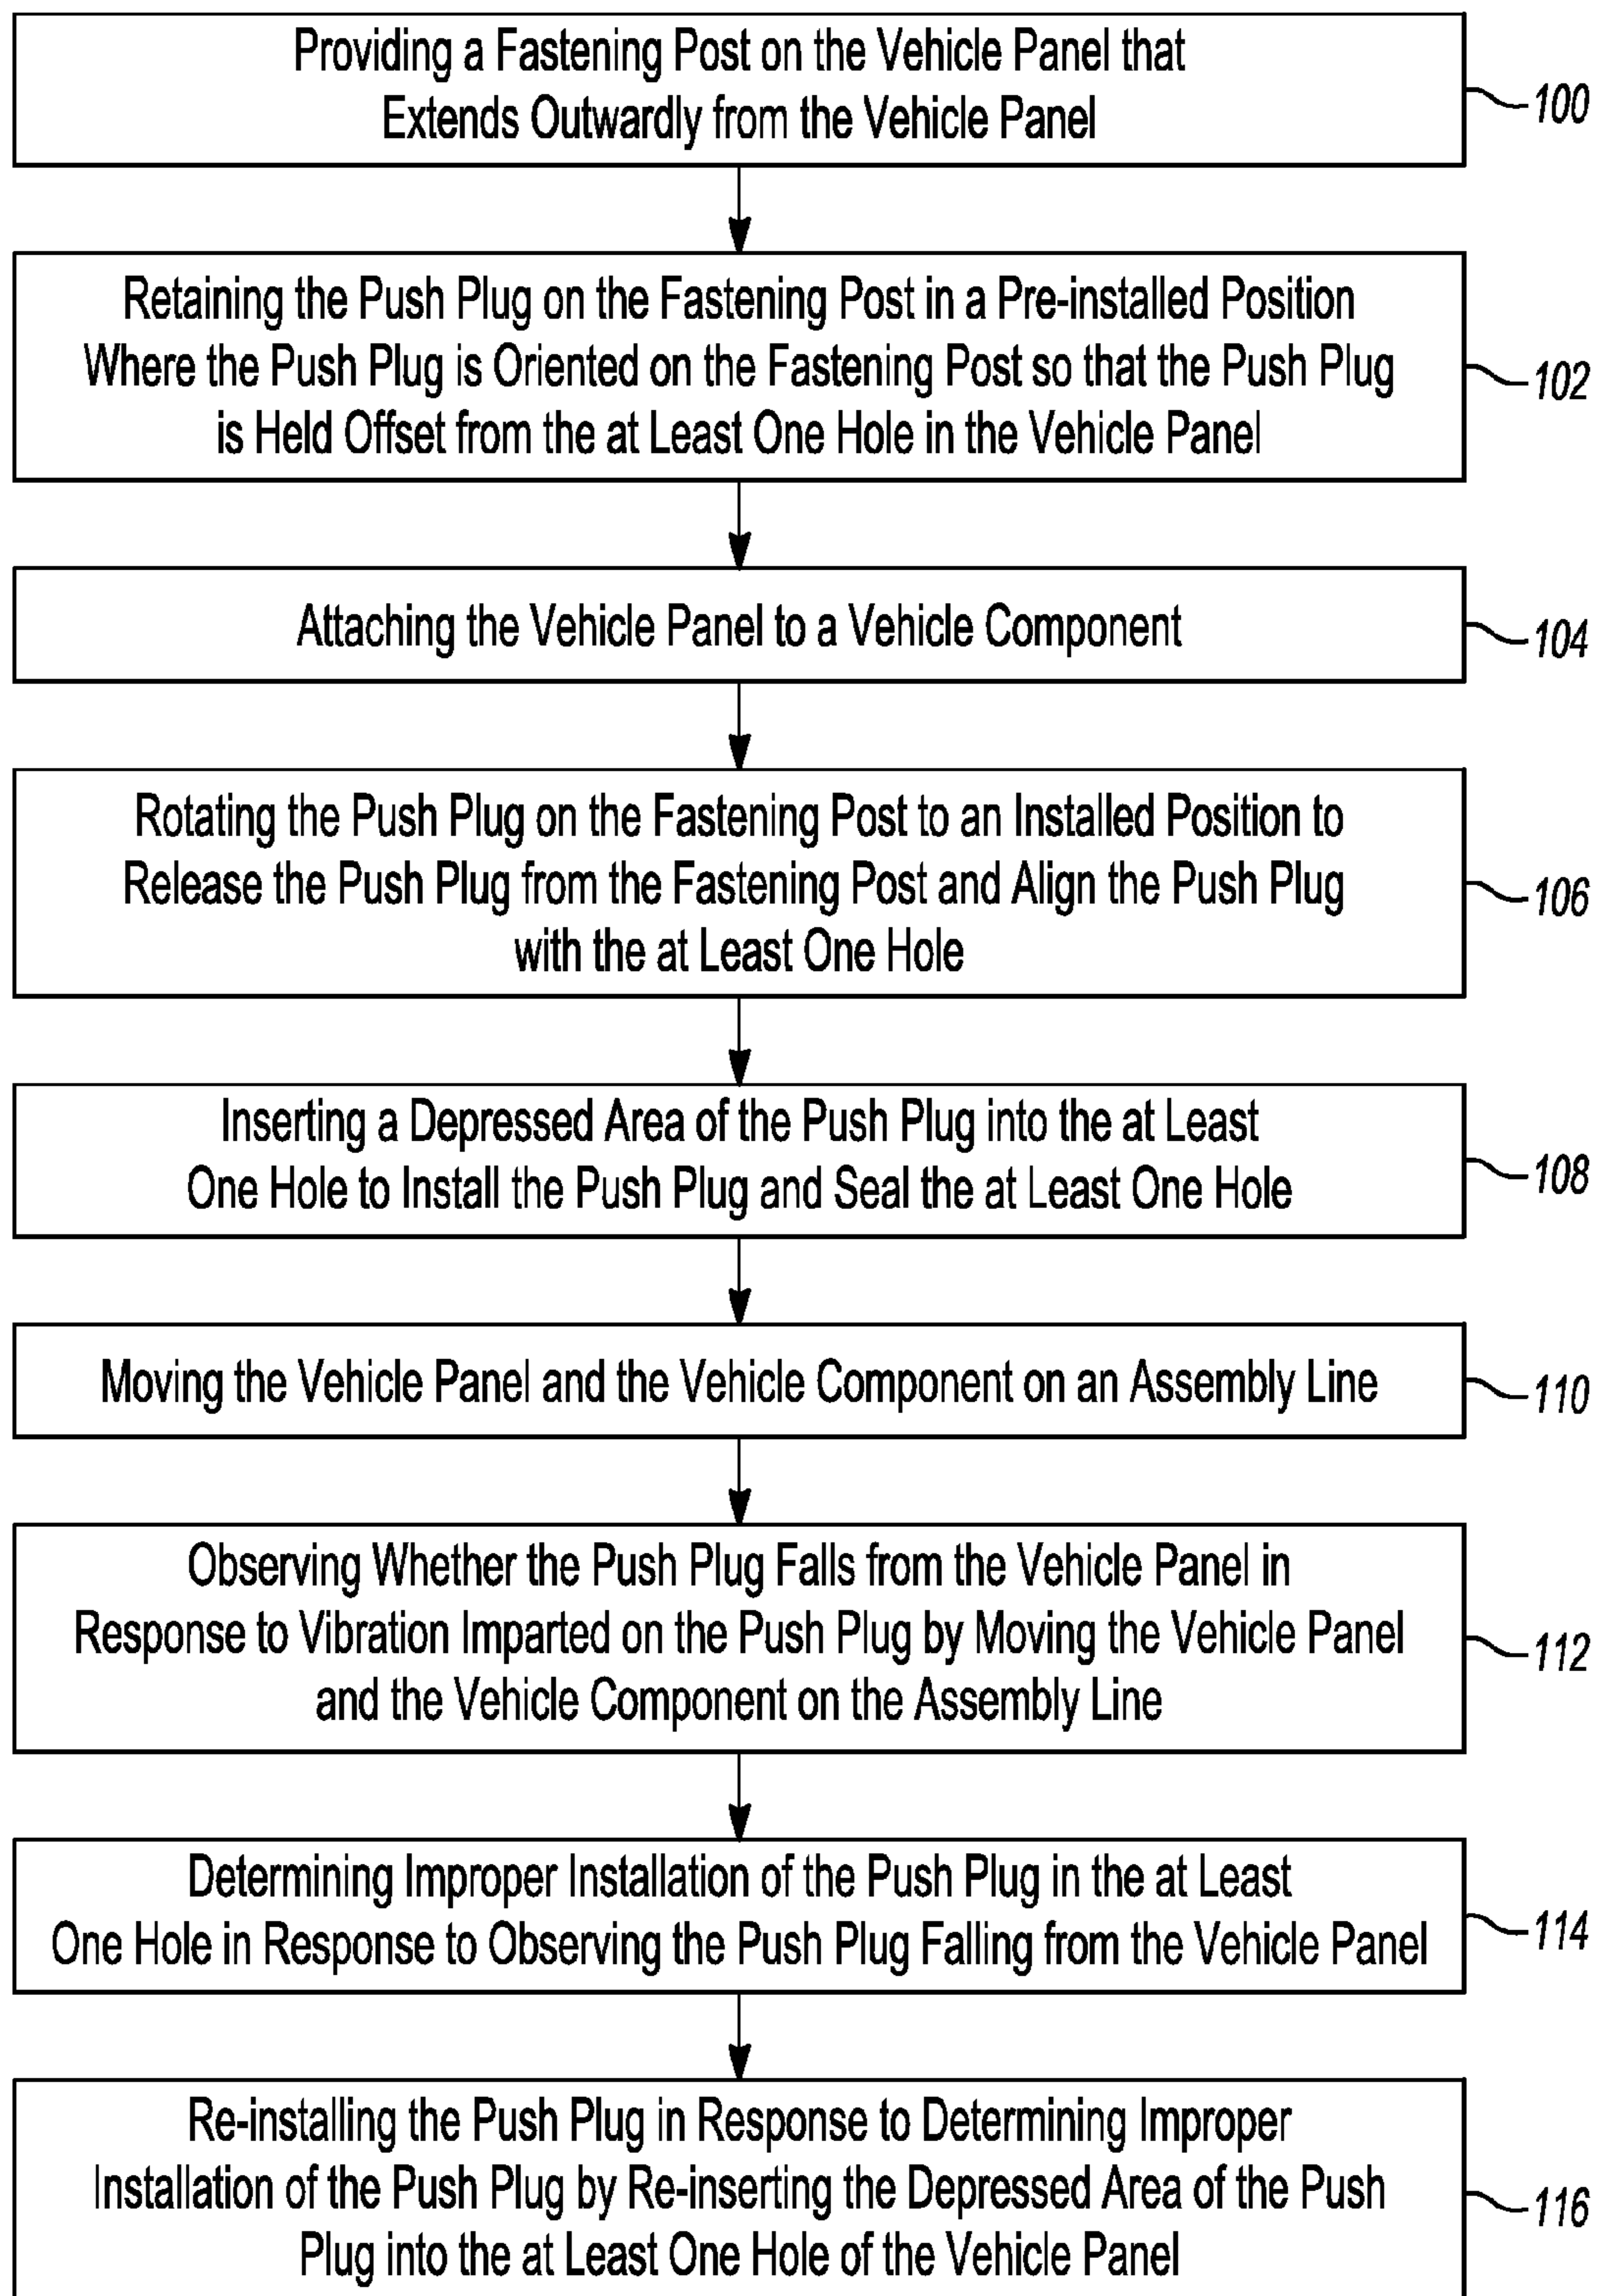 Providing a Fastening Post on the Vehicle Panel that
Extends Outwardly from the Vehicle Panel
100
Retaining the Push Plug on the Fastening Post in a Pre-installed Position
Where the Push Plug is Oriented on the Fastening Post so that the Push Plug
is Held Offset from the at Least One Hole in the Vehicle Panel
102
Attaching the Vehicle Panel to a Vehicle Component
104
Rotating the Push Plug on the Fastening Post to an Installed Position to
Release the Push Plug from the Fastening Post and Align the Push Plug
with the at Least One Hole
106
Inserting a Depressed Area of the Push Plug into the at Least
One Hole to Install the Push Plug and Seal the at Least One Hole
108
Moving the Vehicle Panel and the Vehicle Component on an Assembly Line
110
Observing Whether the Push Plug Falls from the Vehicle Panel in
Response to Vibration Imparted on the Push Plug by Moving the Vehicle Panel
and the Vehicle Component on the Assembly Line
112
Determining Improper Installation of the Push Plug in the at Least
One Hole in Response to Observing the Push Plug Falling from the Vehicle Panel
114
Re-installing the Push Plug in Response to Determining Improper
Installation of the Push Plug by Re-inserting the Depressed Area of the Push
Plug into the at Least One Hole of the Vehicle Panel
116